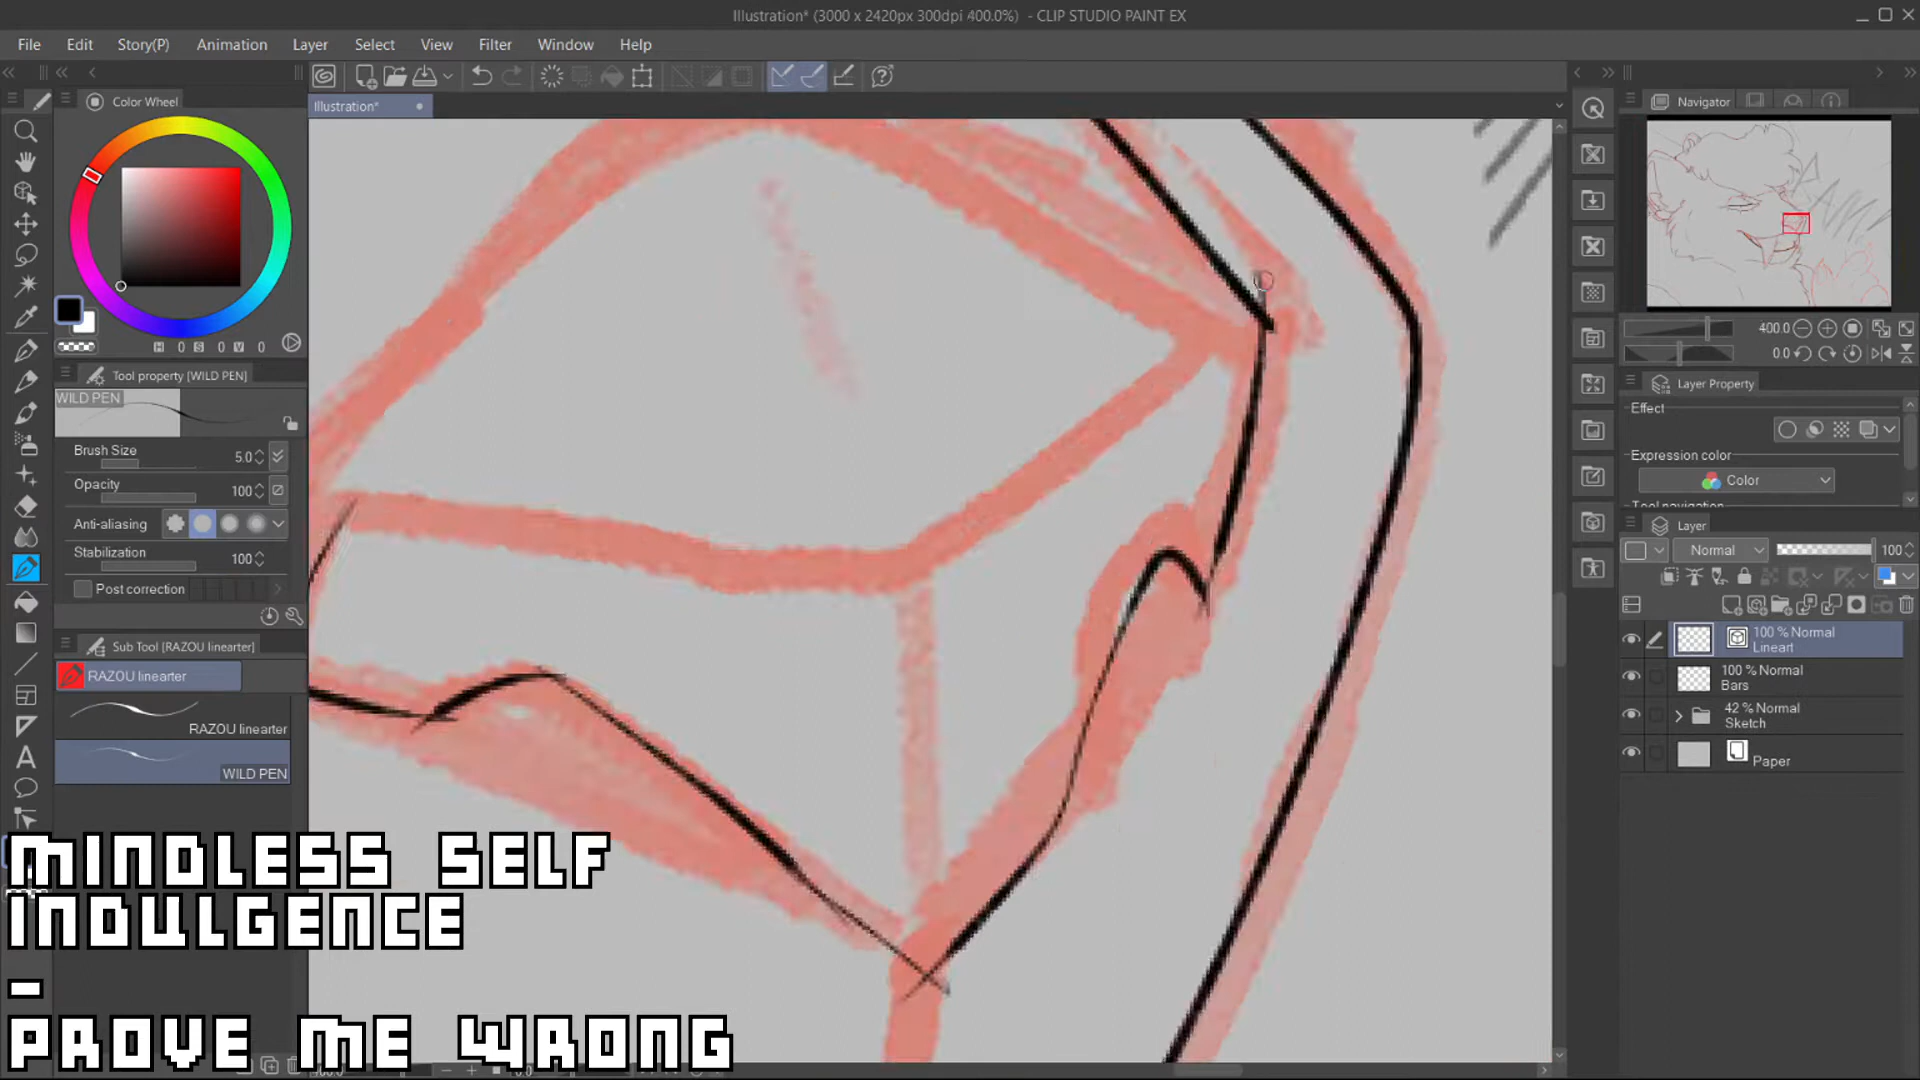 Illustration* (3000 x 2420px 300dpi 400.0%) - CLIP STUDIO PAINT EX
File Edit Story(P) Animation Layer Select View Filter Window Help
Color Wheel
Illustration*
Navigator
H 0 S 0 V 0
400.0
0.0
Tool property [WILD PEN]
WILD PEN
Brush Size 5.0
Opacity 100
Anti-aliasing
Stabilization 100
Post correction
Sub Tool [RAZOU linearter]
RAZOU linearter
RAZOU linearter
WILD PEN
Layer Property
Effect
Expression color
Color
Layer
Normal 100
100 % Normal
Lineart
100 % Normal
Bars
42 % Normal
Sketch
Paper
MINDLESS SELF
INDULGENCE
-
PROVE ME WRONG